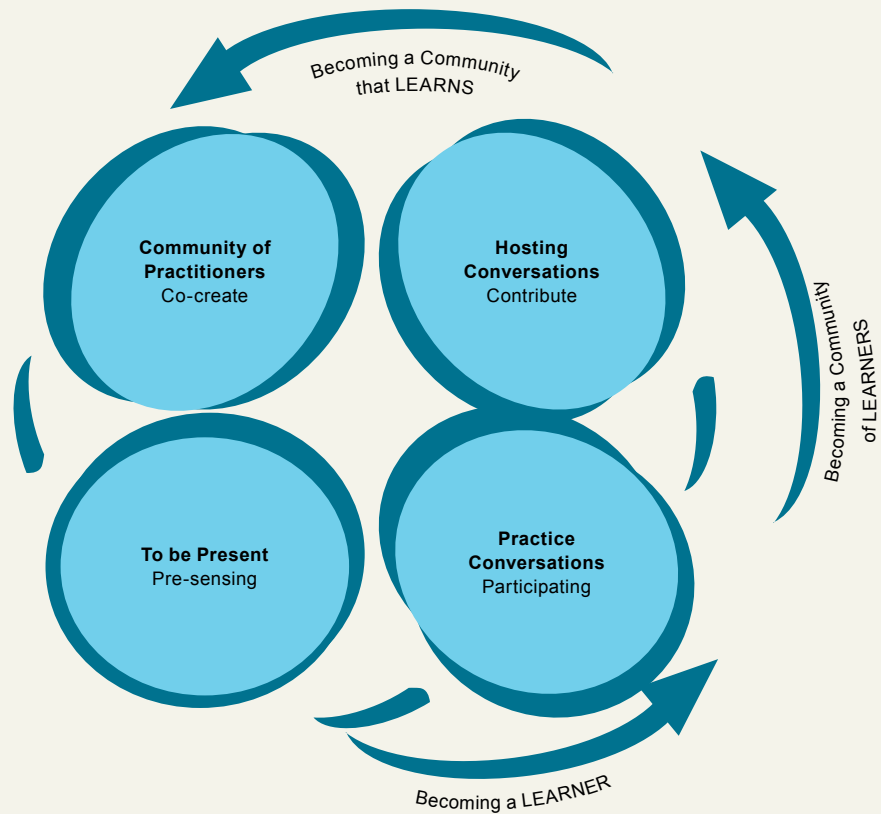 Becoming a Community
that LEARNS
Community of
Practitioners
Co-create
Hosting
Conversations
Contribute
Becoming a Community
of LEARNERS
To be Present
Pre-sensing
Practice
Conversations
Participating
Becoming a LEARNER